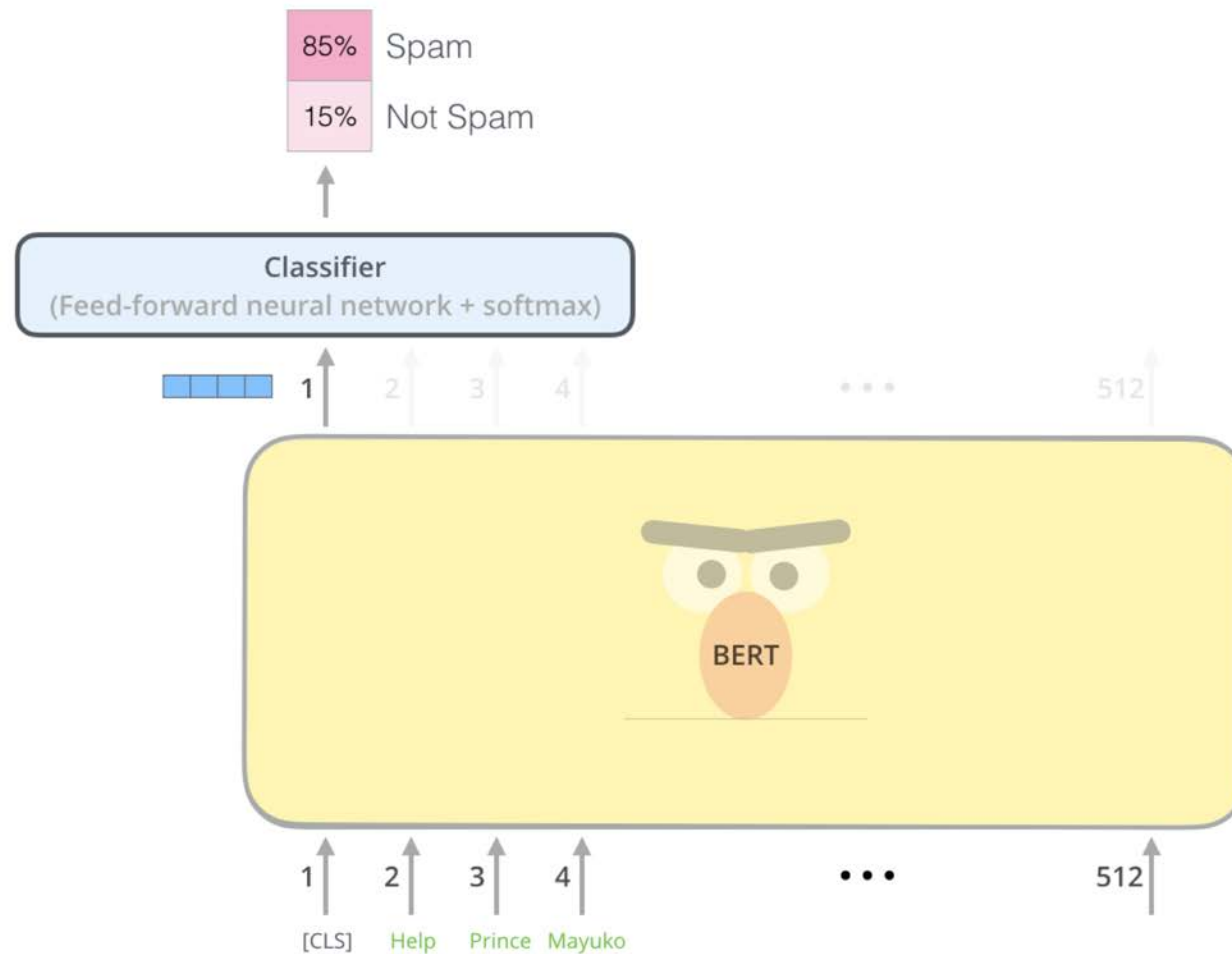 85% Spam
15% Not Spam
Classifier
(Feed-forward neural network + softmax)
1 2 3 4 ••• 512
BERT
1 2 3 4 ••• 512
[CLS] Help Prince Mayuko